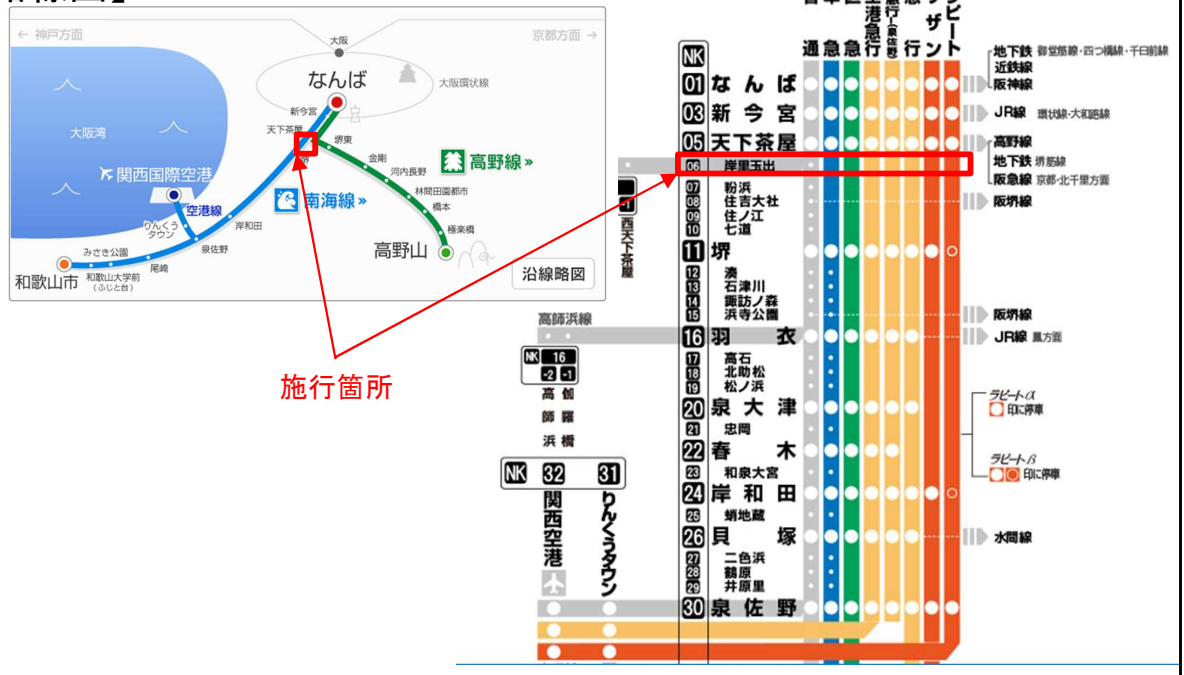 ← 神戸方面
京都方面 →
大阪
なんば
大阪環状線
新今宮
天下茶屋
大阪湾
堺東
堺
金剛
河内長野
高野線»
林間田園都市
橋本
極楽橋
高野山
関西国際空港
空港線
南海線»
りんくう
タウン
岸和田
泉佐野
みさき公園
尾崎
和歌山市
和歌山大学前
(ふじと台)
沿線略図
施行箇所
NK
通 急 急 空港急行 急行-(泉佐野) 行 ザン ラピート
01 なんば
地下鉄 御堂筋線・四つ橋線・千日前線
近鉄線
阪神線
03 新今宮
JR線 環状線・大和路線
05 天下茶屋
高野線
地下鉄 堺筋線
阪急線 京都・北千里方面
06 岸里玉出
-1
西天下茶屋
07 粉浜
08 住吉大社
阪堺線
09 住ノ江
10 七道
11 堺
12 湊
13 石津川
14 諏訪ノ森
15 浜寺公園
阪堺線
高師浜線
16 羽衣
JR線 鳳方面
NK 16
-2 -1
高師浜
伽羅橋
17 高石
18 北助松
19 松ノ浜
20 泉大津
21 忠岡
22 春木
23 和泉大宮
24 岸和田
25 蛸地蔵
26 貝塚
水間線
27 二色浜
28 鶴原
29 井原里
30 泉佐野
ラピートα
印に停車
ラピートβ
印に停車
NK 32 31
関西空港
りんくうタウン